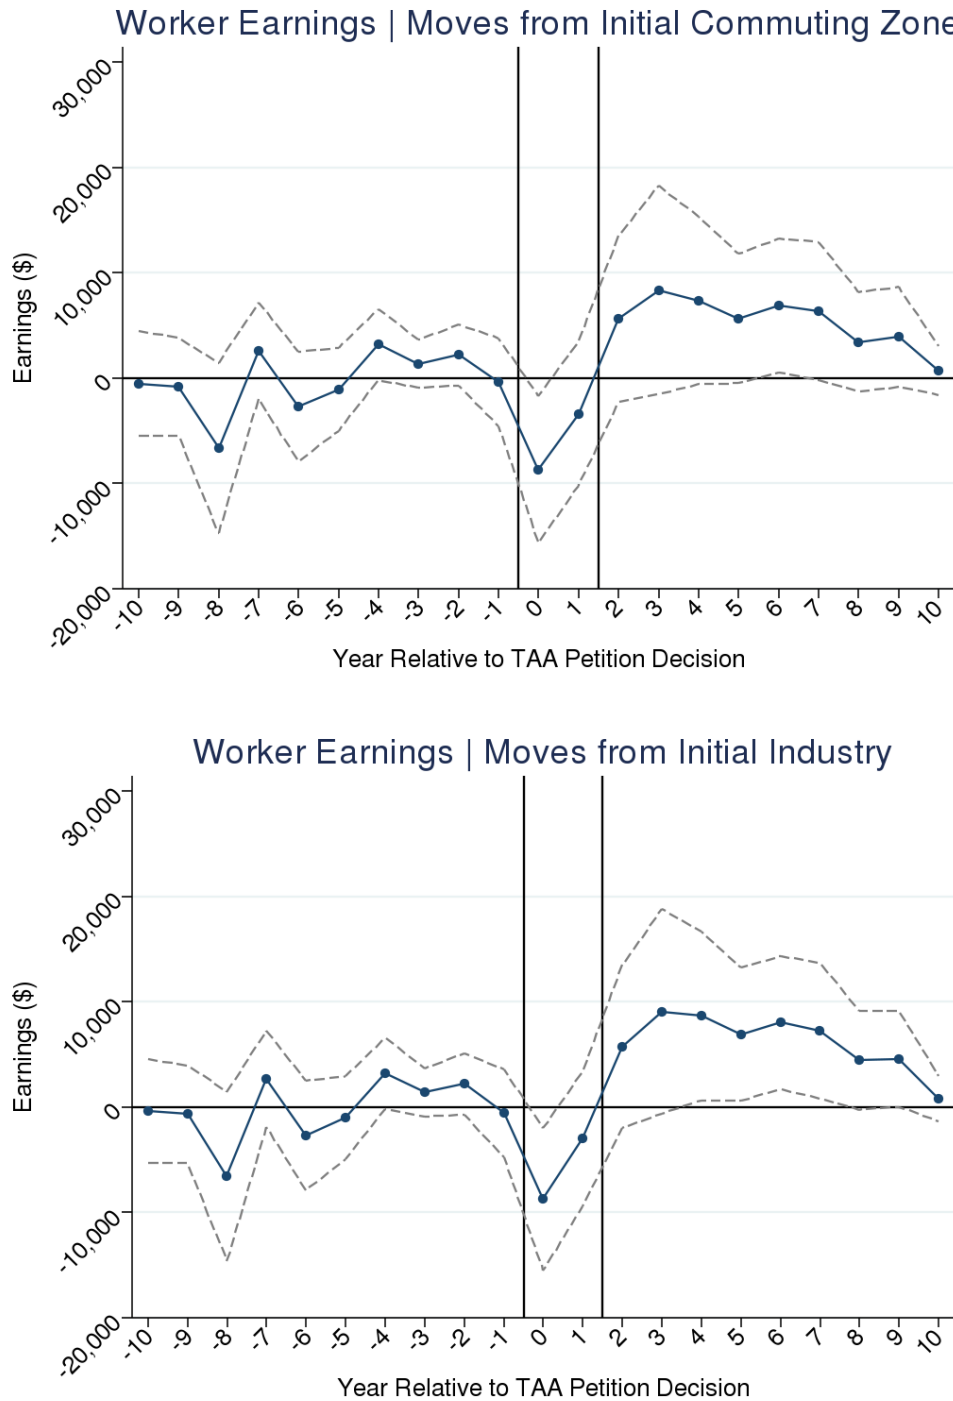 Worker Earnings | Moves from Initial Commuting Zone
30,000
20,000
10,000
0
-10,000
-20,000
Earnings ($)
-10 -9 -8 -7 -6 -5 -4 -3 -2 -1 0 1 2 3 4 5 6 7 8 9 10
Year Relative to TAA Petition Decision
Worker Earnings | Moves from Initial Industry
30,000
20,000
10,000
0
-10,000
-20,000
Earnings ($)
-10 -9 -8 -7 -6 -5 -4 -3 -2 -1 0 1 2 3 4 5 6 7 8 9 10
Year Relative to TAA Petition Decision